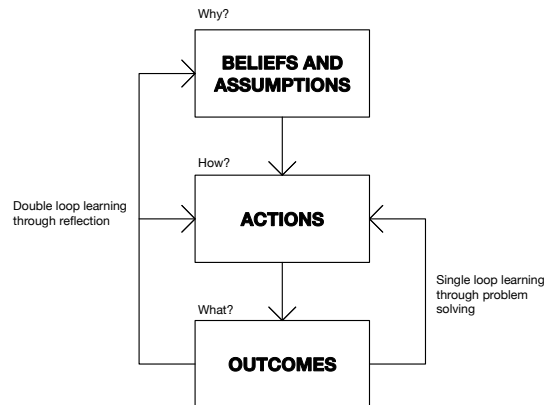 Why?
BELIEFS AND
ASSUMPTIONS
How?
Double loop learning
through reflection
ACTIONS
Single loop learning
through problem
solving
What?
OUTCOMES